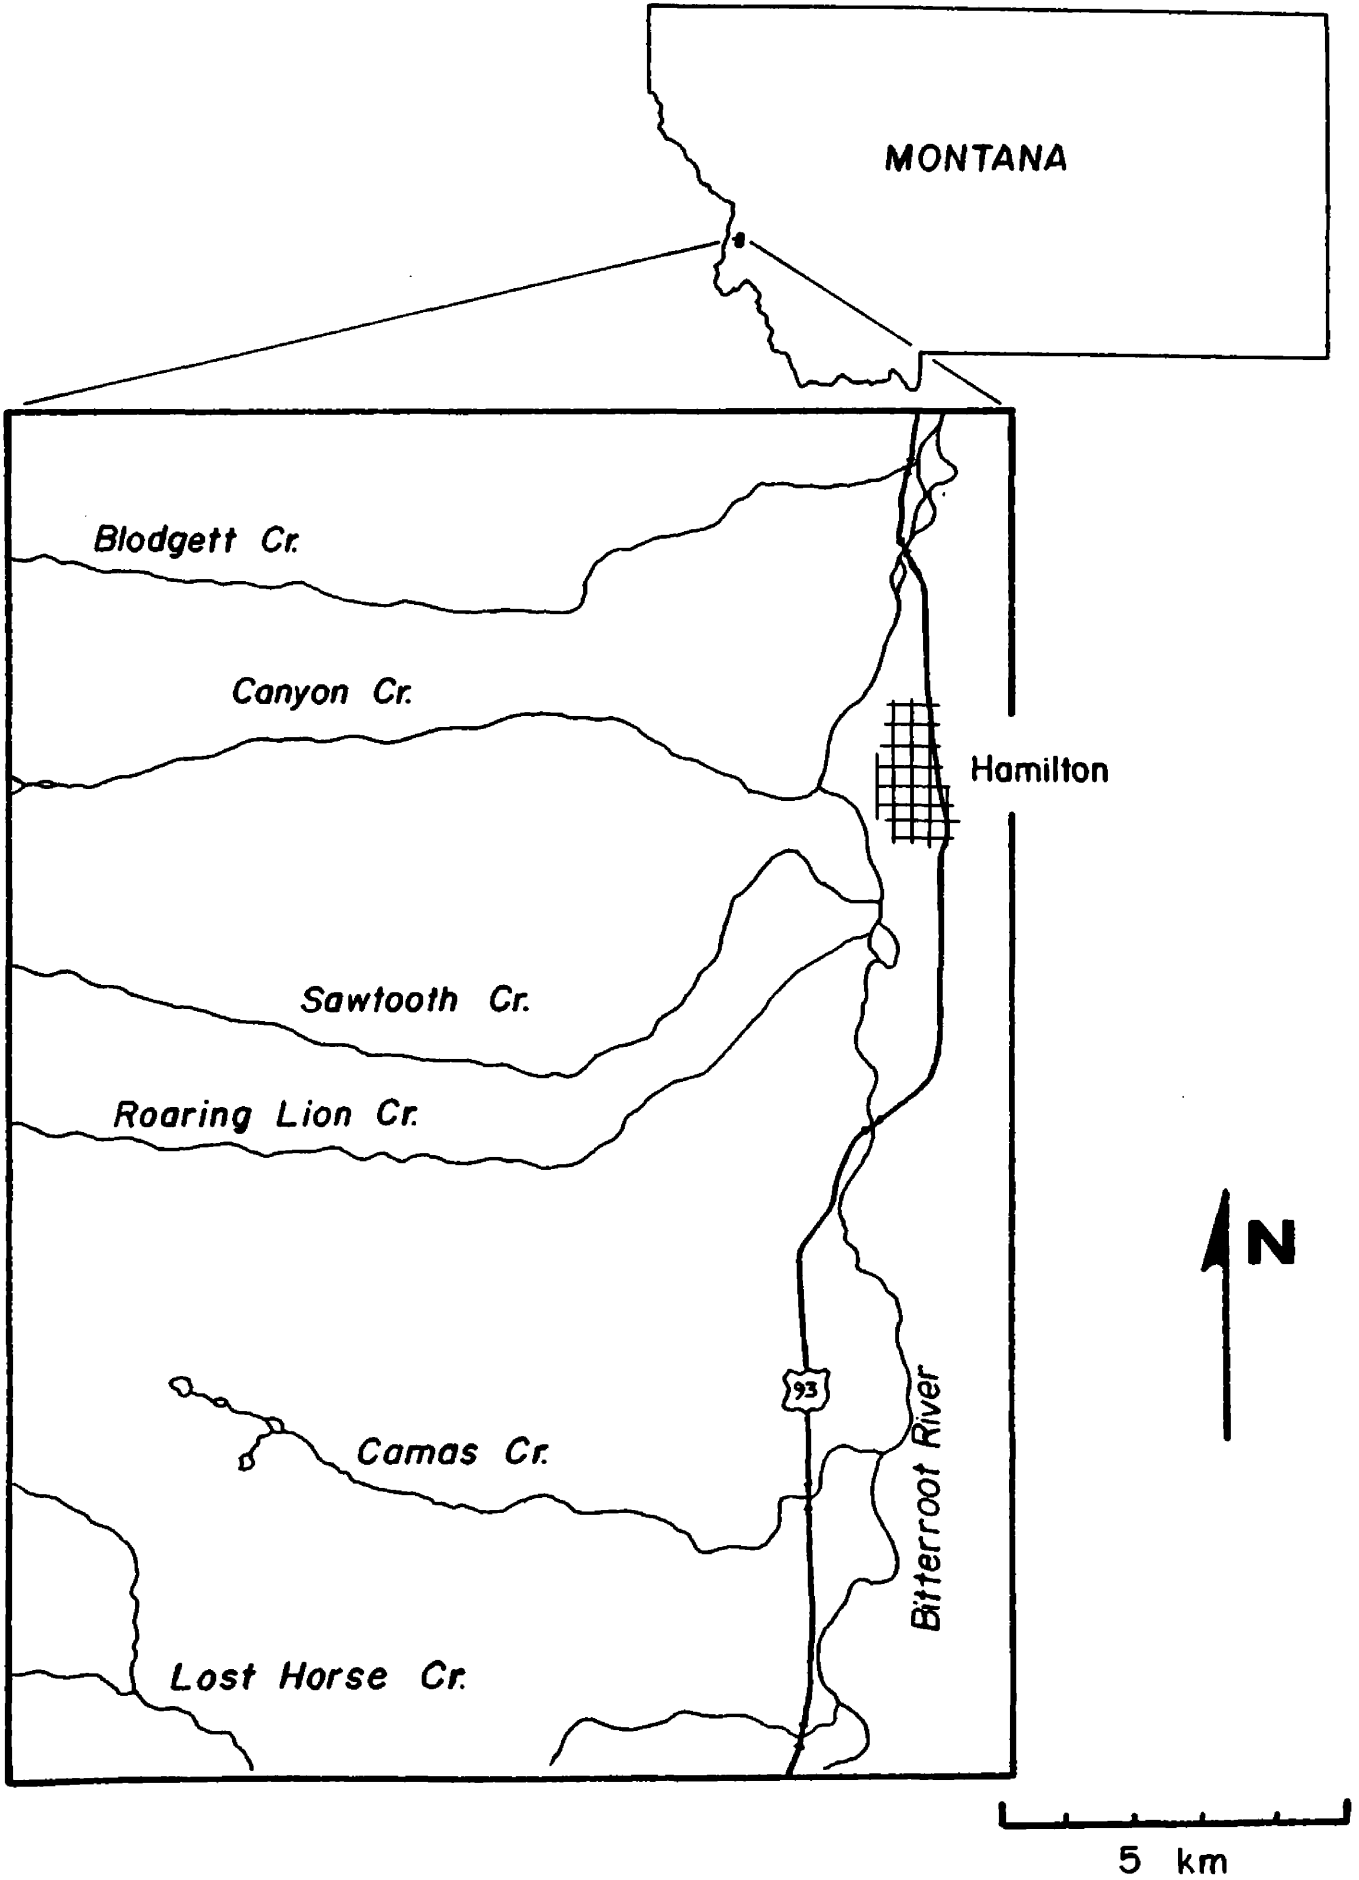 MONTANA
Blodgett Cr.
Canyon Cr.
Hamilton
Sawtooth Cr.
Roaring Lion Cr.
N
93
Camas Cr.
Bitterroot River
Lost Horse Cr.
5 km